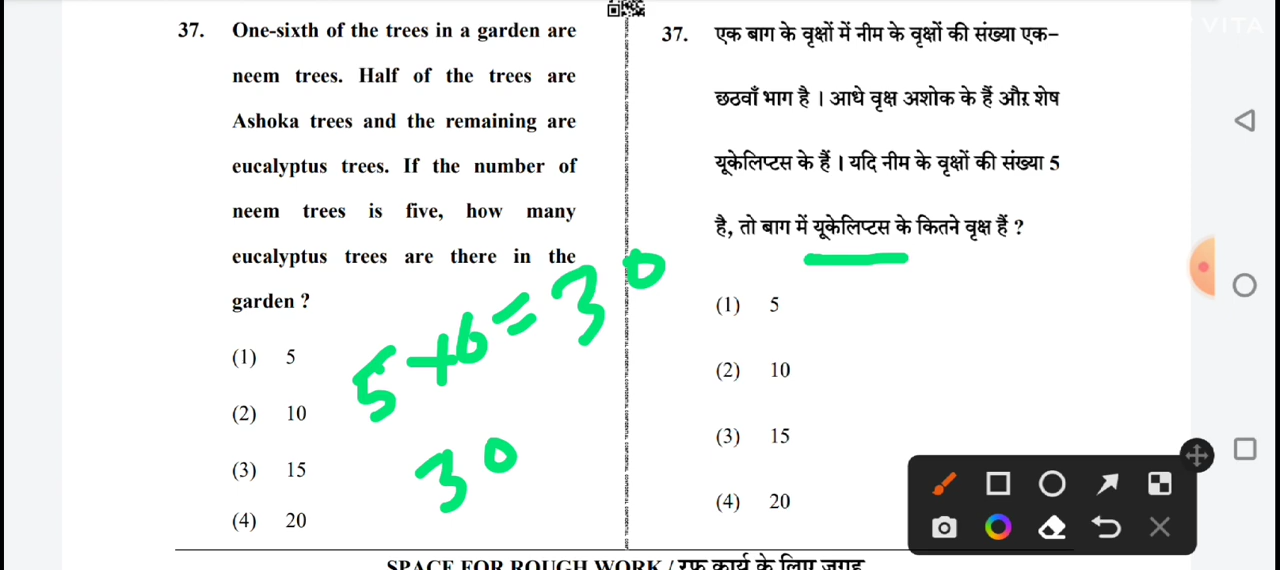 VITA
37. One-sixth of the trees in a garden are
neem trees. Half of the trees are
Ashoka trees and the remaining are
eucalyptus trees. If the number of
neem trees is five, how many
eucalyptus trees are there in the
garden ?
(1) 5
(2) 10
(3) 15
(4) 20
5 + 6 = 30
30
37. एक बाग के वृक्षों में नीम के वृक्षों की संख्या एक-
छठवाँ भाग है । आधे वृक्ष अशोक के हैं और शेष
यूकेलिप्टस के हैं । यदि नीम के वृक्षों की संख्या 5
है, तो बाग में यूकेलिप्टस के कितने वृक्ष हैं ?
(1) 5
(2) 10
(3) 15
(4) 20
SPACE FOR ROUGH WORK / रफ़ कार्य के लिए जगह